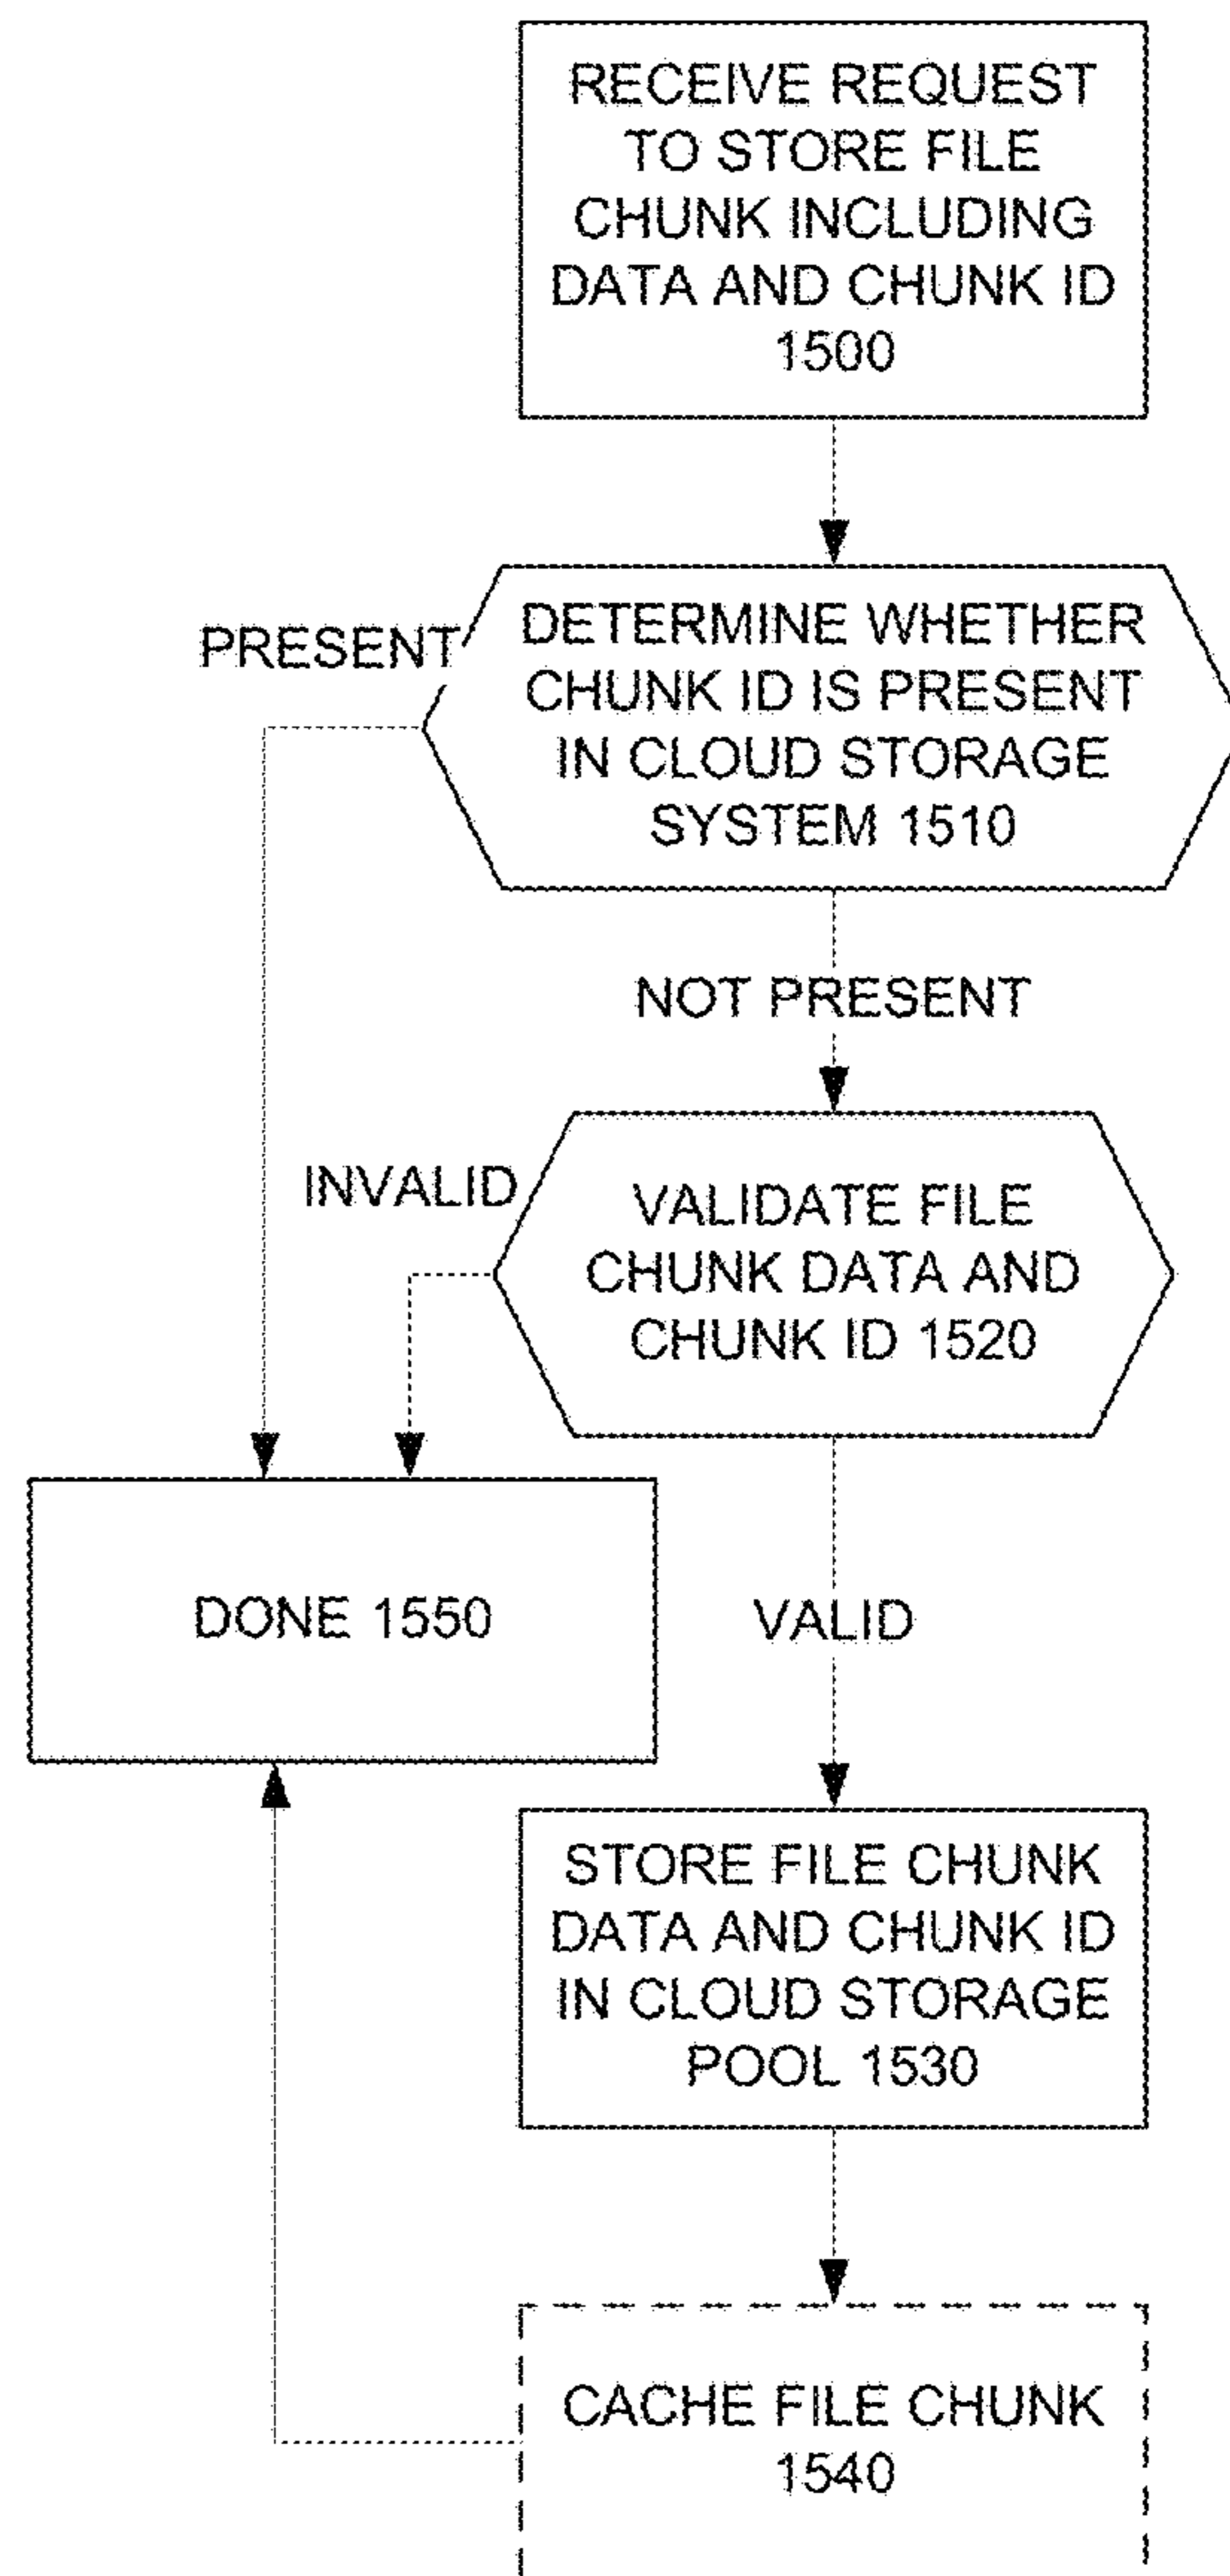 RECEIVE REQUEST
TO STORE FILE
CHUNK INCLUDING
DATA AND CHUNK ID
1500
PRESENT
DETERMINE WHETHER
CHUNK ID IS PRESENT
IN CLOUD STORAGE
SYSTEM 1510
NOT PRESENT
INVALID
VALIDATE FILE
CHUNK DATA AND
CHUNK ID 1520
DONE 1550
VALID
STORE FILE CHUNK
DATA AND CHUNK ID
IN CLOUD STORAGE
POOL 1530
CACHE FILE CHUNK
1540